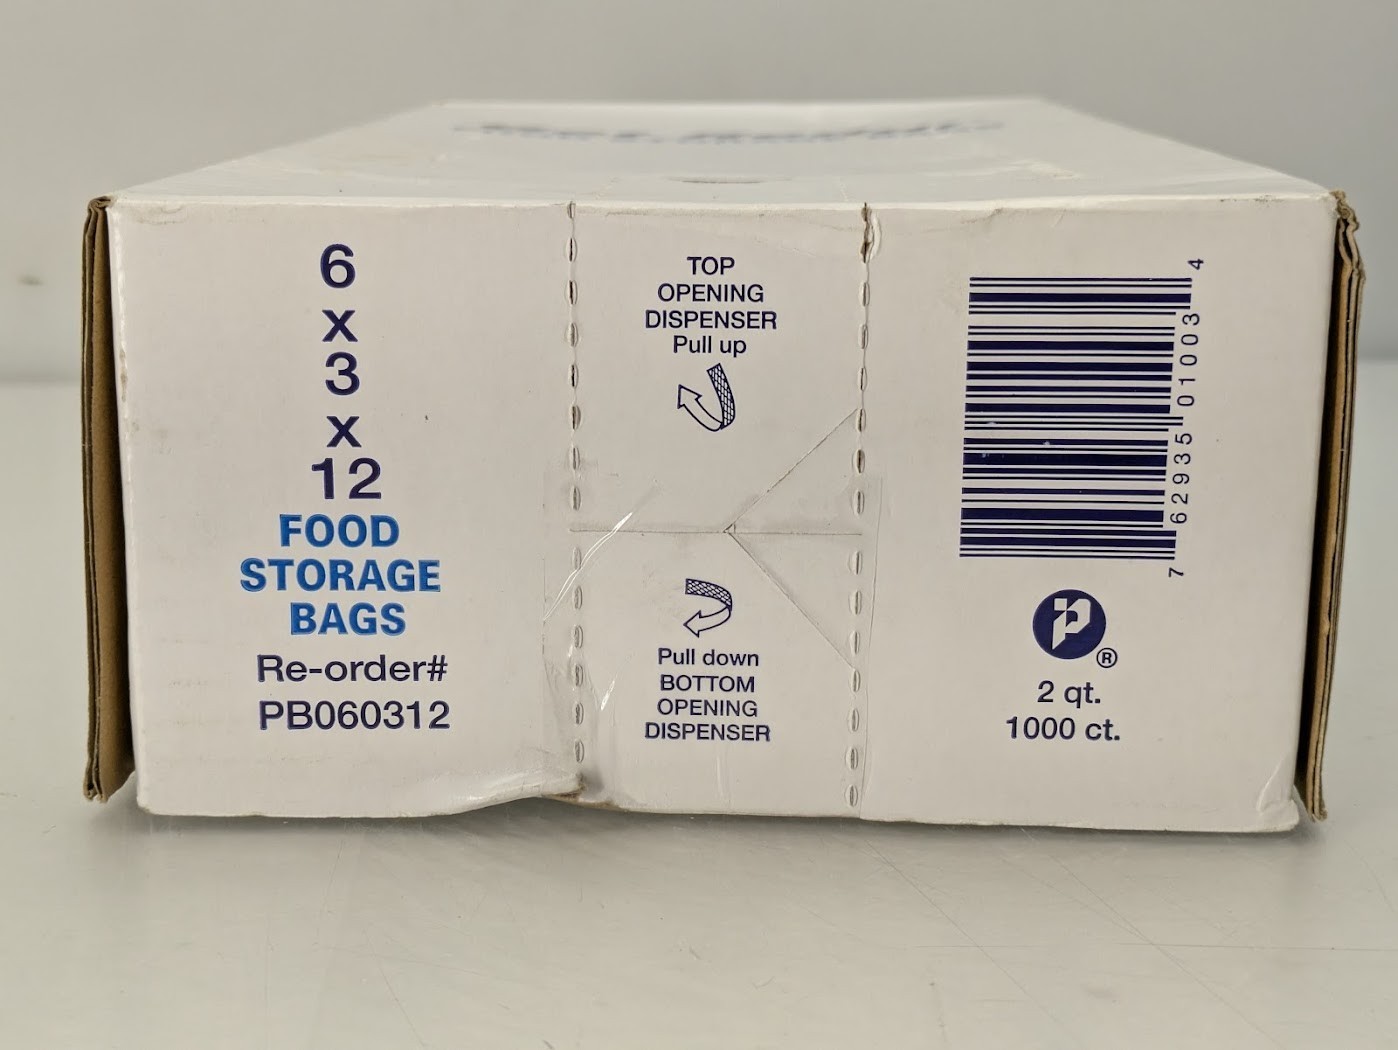 6
x
3
x
12
FOOD
STORAGE
BAGS
Re-order#
PB060312
TOP
OPENING
DISPENSER
Pull up
Pull down
BOTTOM
OPENING
DISPENSER
7 62935 01003 4
p®
2 qt.
1000 ct.